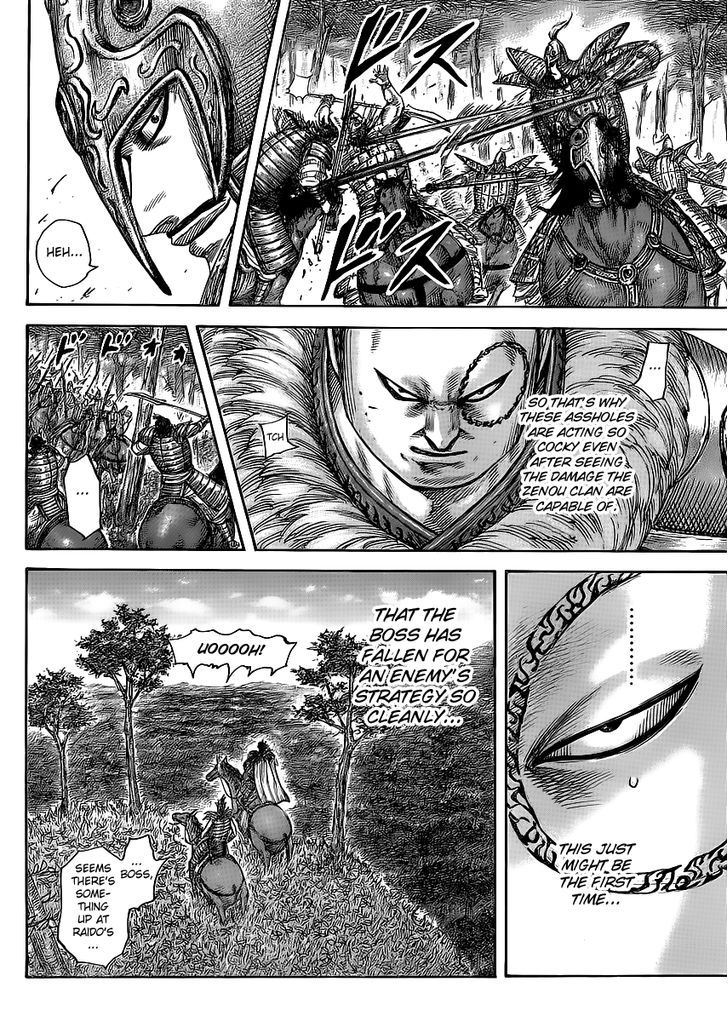 ドス
ドス
HEH...
...
SO THAT'S WHY
THESE ASSHOLES
ARE ACTING SO
COCKY EVEN
AFTER SEEING
THE DAMAGE THE
ZENOU CLAN ARE
CAPABLE OF.
TCH
ドドド
...
.......
THIS JUST
MIGHT BE
THE FIRST
TIME...
THAT THE
BOSS HAS
FALLEN FOR
AN ENEMY'S
STRATEGY SO
CLEANLY...
UOOOOH!
...
BOSS,
SEEMS
THERE'S
SOME-
THING
UP AT
RAIDO'S
...